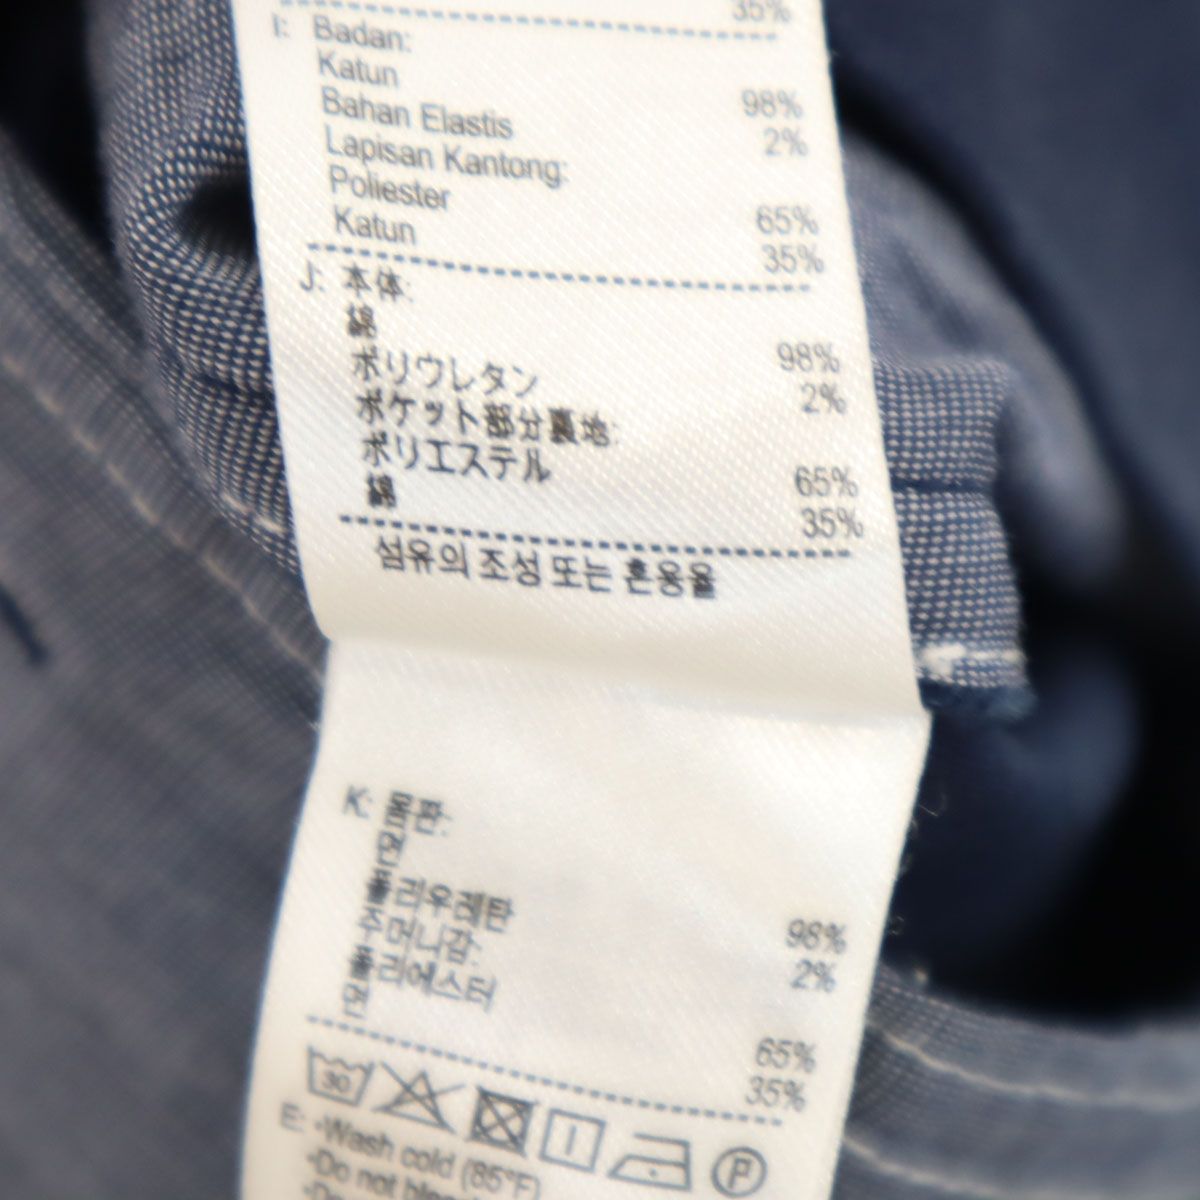 35%
I: Badan:
Katun 98%
Bahan Elastis 2%
Lapisan Kantong:
Poliester 65%
Katun 35%
J: 本体:
綿 98%
ポリウレタン 2%
ポケット部分裏地:
ポリエステル 65%
綿 35%
섬유의 조성 또는 혼용율
K: 몸판:
면 98%
폴리우레탄 2%
주머니감:
폴리에스터 65%
면 35%
30 P
E: •Wash cold (85°F)
•Do not